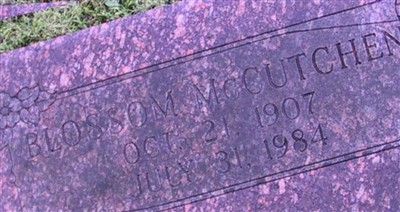 BLOSSOM McCUTCHEN
OCT. 21, 1907
JULY 31, 1984